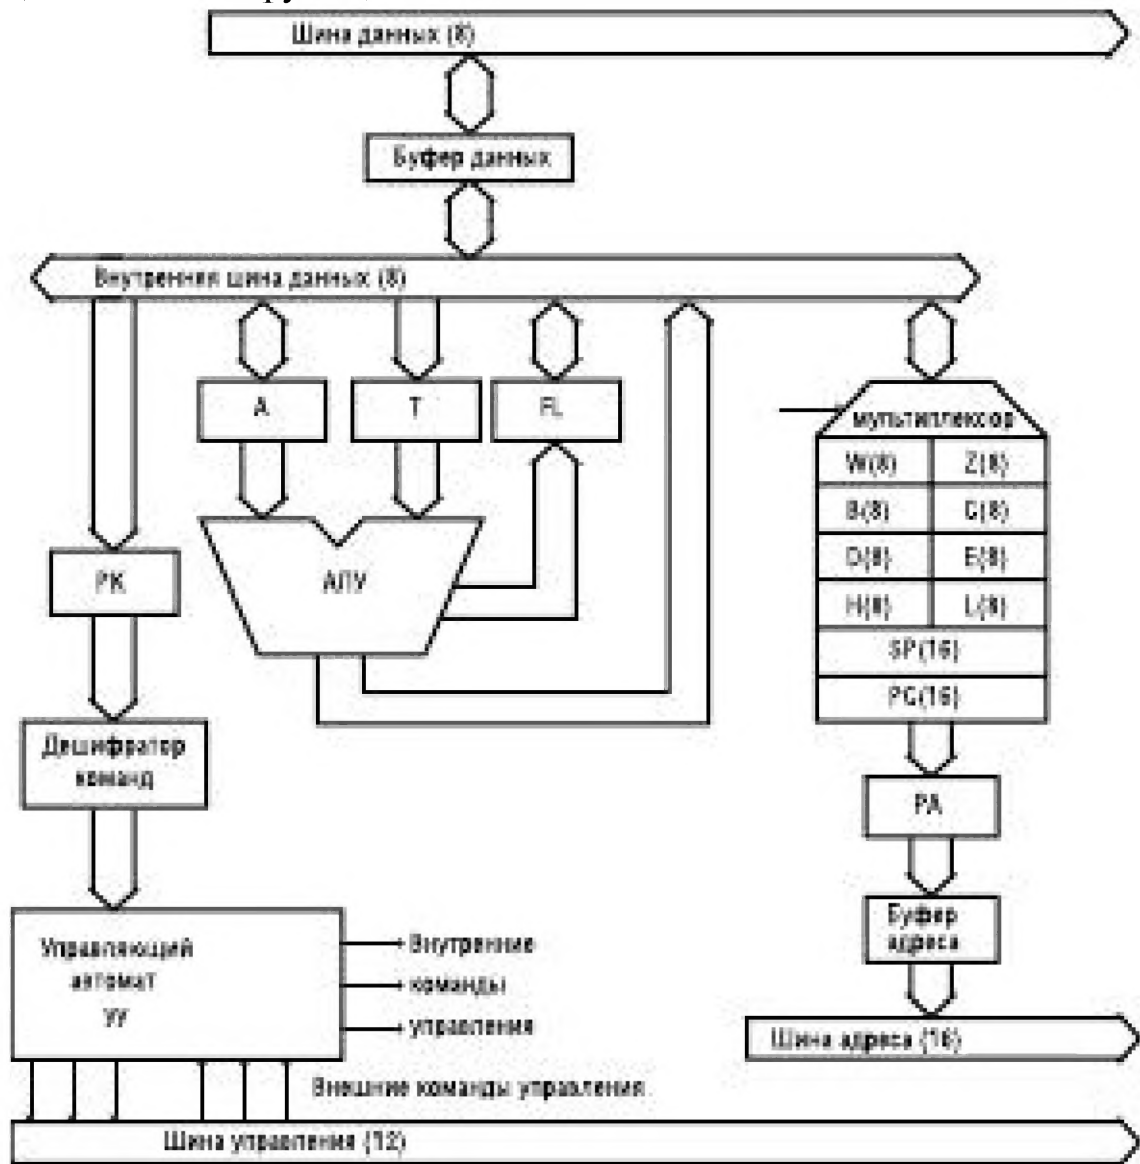 Шина данных (8)
Буфер данных
Внутренняя шина данных (8)
A
T
FL
мультиплексор
W(8)
Z(8)
B(8)
C(8)
D(8)
E(8)
H(8)
L(8)
SP(16)
PC(16)
РК
АЛУ
Дешифратор
команд
РА
Буфер
адреса
Управляющий
автомат
УУ
Внутренние
команды
управления
Шина адреса (16)
Внешние команды управления
Шина управления (12)